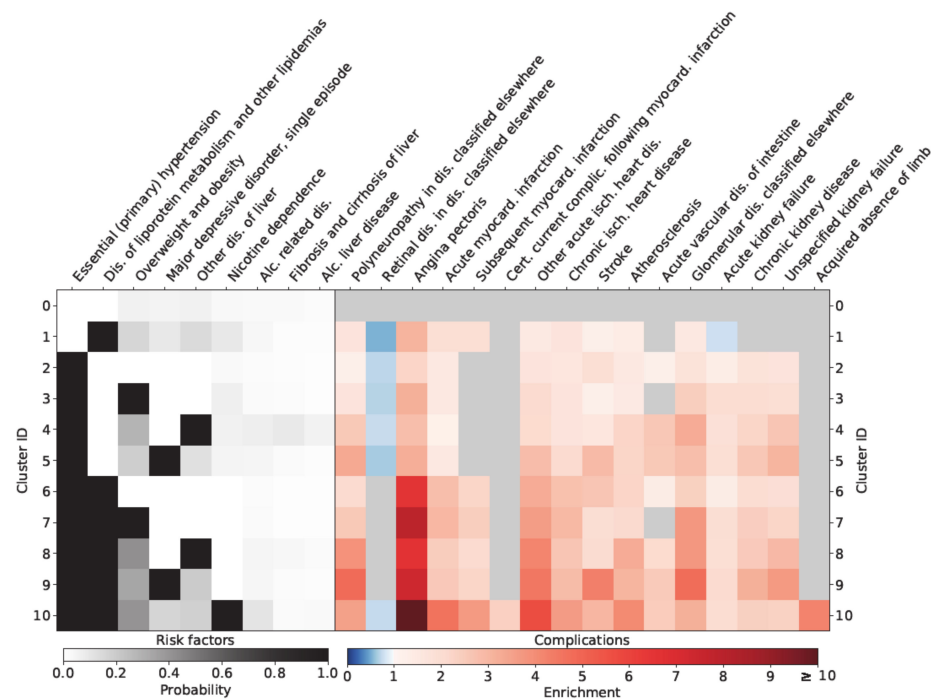 Essential (primary) hypertension
Dis. of lipoprotein metabolism and other lipidemias
Overweight and obesity
Major depressive disorder, single episode
Other dis. of liver
Nicotine dependence
Alc. related dis.
Fibrosis and cirrhosis of liver
Alc. liver disease
Polyneuropathy in dis. classified elsewhere
Retinal dis. in dis. classified elsewhere
Angina pectoris
Acute myocard. infarction
Subsequent myocard. infarction
Cert. current complic. following myocard. infarction
Other acute isch. heart dis.
Chronic isch. heart disease
Stroke
Atherosclerosis
Acute vascular dis. of intestine
Glomerular dis. classified elsewhere
Acute kidney failure
Chronic kidney disease
Unspecified kidney failure
Acquired absence of limb
Cluster ID
0
1
2
3
4
5
6
7
8
9
10
0
1
2
3
4
5
6
7
8
9
10
Cluster ID
Risk factors
Complications
0.0 0.2 0.4 0.6 0.8 1.0
Probability
0 1 2 3 4 5 6 7 8 9 ≥ 10
Enrichment